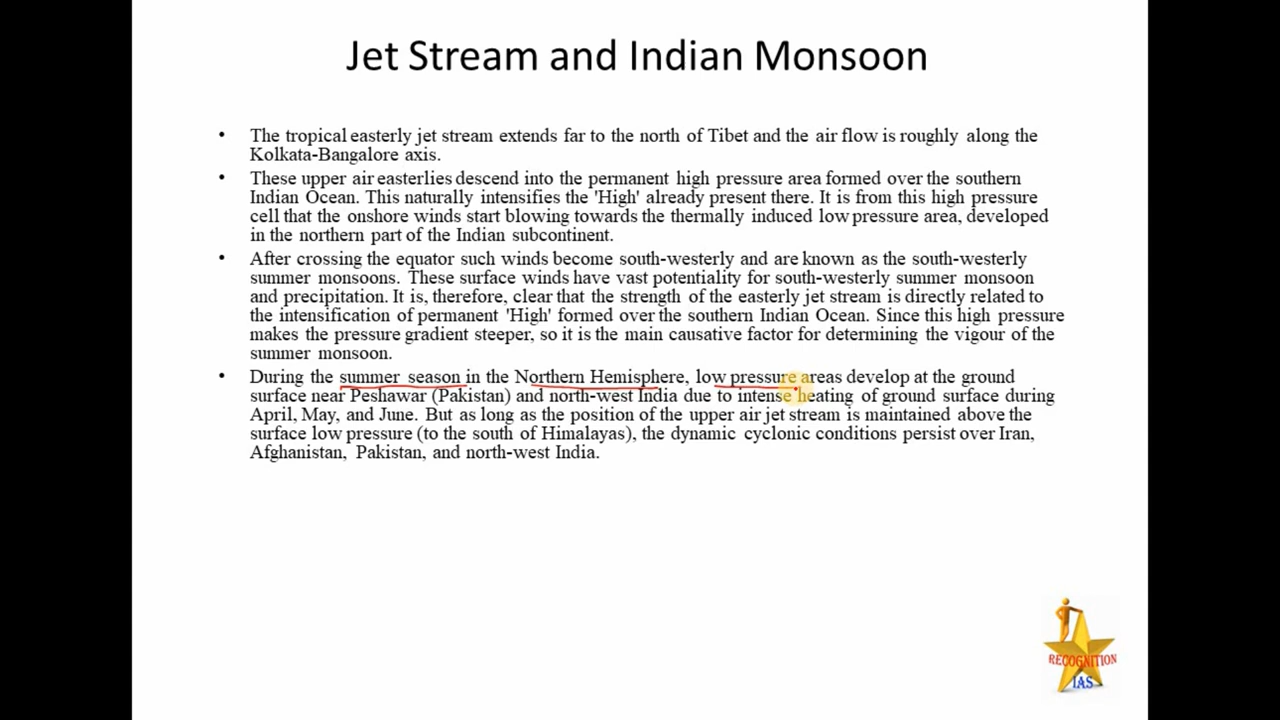 Jet Stream and Indian Monsoon
• The tropical easterly jet stream extends far to the north of Tibet and the air flow is roughly along the
Kolkata-Bangalore axis.
• These upper air easterlies descend into the permanent high pressure area formed over the southern
Indian Ocean. This naturally intensifies the 'High' already present there. It is from this high pressure
cell that the onshore winds start blowing towards the thermally induced low pressure area, developed
in the northern part of the Indian subcontinent.
• After crossing the equator such winds become south-westerly and are known as the south-westerly
summer monsoons. These surface winds have vast potentiality for south-westerly summer monsoon
and precipitation. It is, therefore, clear that the strength of the easterly jet stream is directly related to
the intensification of permanent 'High' formed over the southern Indian Ocean. Since this high pressure
makes the pressure gradient steeper, so it is the main causative factor for determining the vigour of the
summer monsoon.
• During the summer season in the Northern Hemisphere, low pressure areas develop at the ground
surface near Peshawar (Pakistan) and north-west India due to intense heating of ground surface during
April, May, and June. But as long as the position of the upper air jet stream is maintained above the
surface low pressure (to the south of Himalayas), the dynamic cyclonic conditions persist over Iran,
Afghanistan, Pakistan, and north-west India.
RECOGNITION
IAS